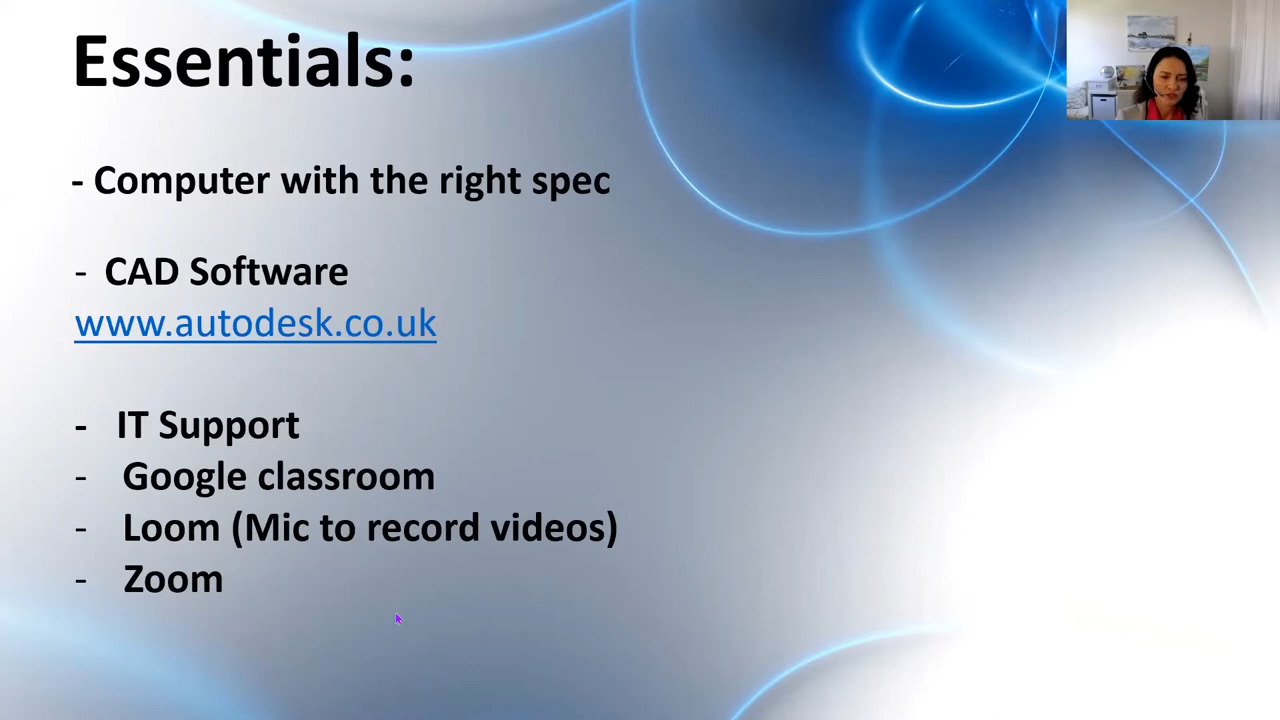 Essentials:
- Computer with the right spec
- CAD Software
www.autodesk.co.uk
- IT Support
- Google classroom
- Loom (Mic to record videos)
- Zoom